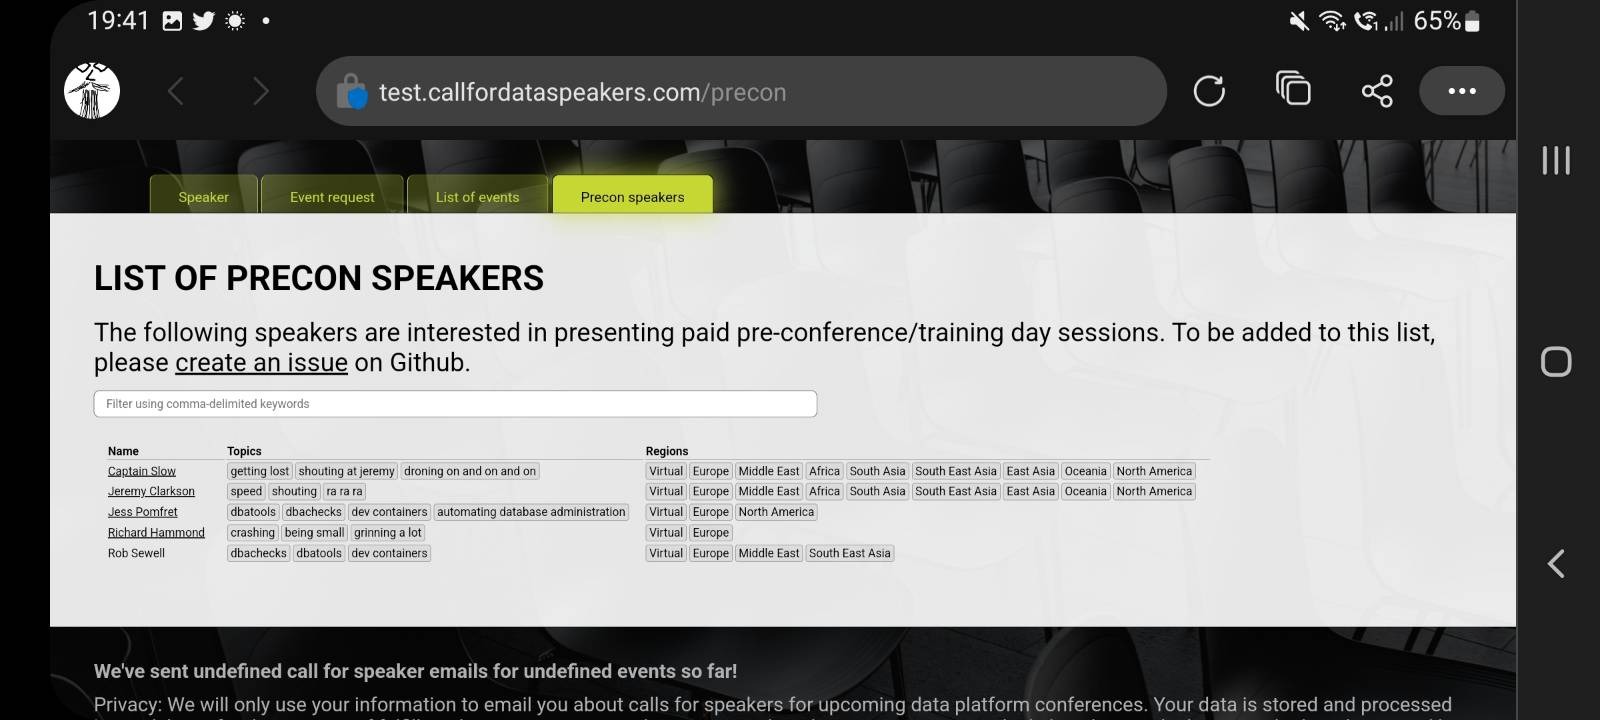 19:41
65%
test.callfordataspeakers.com/precon
Speaker
Event request
List of events
Precon speakers
LIST OF PRECON SPEAKERS
The following speakers are interested in presenting paid pre-conference/training day sessions. To be added to this list,
please create an issue on Github.
Filter using comma-delimited keywords
Name Topics Regions
Captain Slow getting lost shouting at jeremy droning on and on and on Virtual Europe Middle East Africa South Asia South East Asia East Asia Oceania North America
Jeremy Clarkson speed shouting ra ra ra Virtual Europe Middle East Africa South Asia South East Asia East Asia Oceania North America
Jess Pomfret dbatools dbachecks dev containers automating database administration Virtual Europe North America
Richard Hammond crashing being small grinning a lot Virtual Europe
Rob Sewell dbachecks dbatools dev containers Virtual Europe Middle East South East Asia
We've sent undefined call for speaker emails for undefined events so far!
Privacy: We will only use your information to email you about calls for speakers for upcoming data platform conferences. Your data is stored and processed